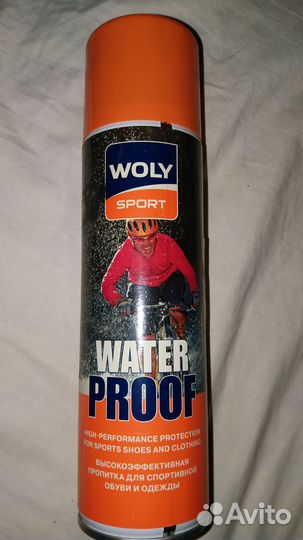 WOLY
SPORT
WATER
PROOF
HIGH-PERFORMANCE PROTECTION
FOR SPORTS SHOES AND CLOTHING
ВЫСОКОЭФФЕКТИВНАЯ
ПРОПИТКА ДЛЯ СПОРТИВНОЙ
ОБУВИ И ОДЕЖДЫ
Avito